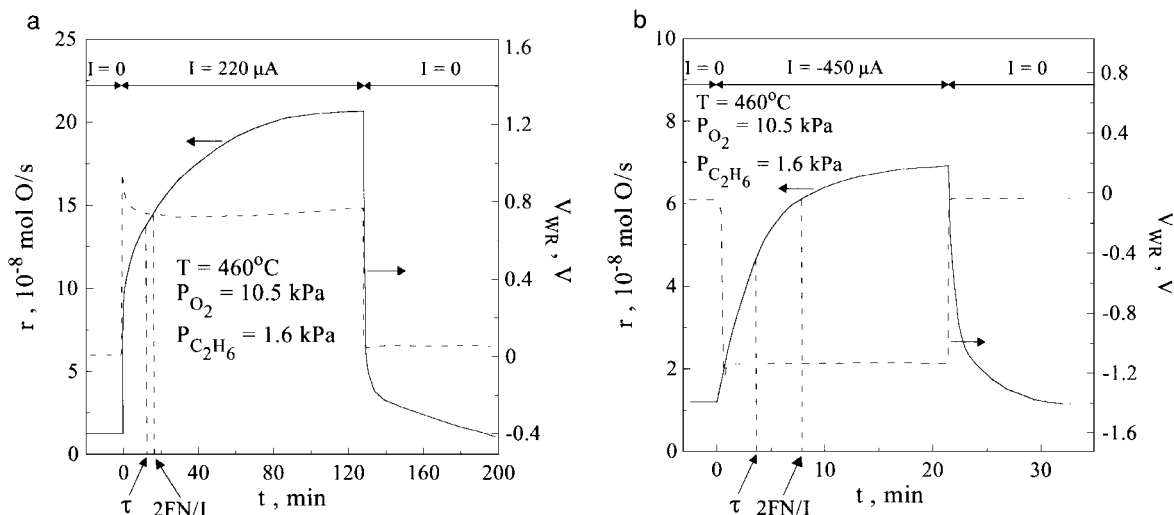 a
25
20
15
10
5
0
r , 10⁻⁸ mol O/s
I = 0
I = 220 μA
I = 0
T = 460°C
P_O₂ = 10.5 kPa
P_C₂H₆ = 1.6 kPa
1.6
1.2
0.8
0.4
0
-0.4
V_WR , V
0
40
80
120
160
200
τ
2FN/I
t , min
b
10
8
6
4
2
0
r , 10⁻⁸ mol O/s
I = 0
I = -450 μA
I = 0
T = 460°C
P_O₂ = 10.5 kPa
P_C₂H₆ = 1.6 kPa
0.8
0.4
0
-0.4
-0.8
-1.2
-1.6
V_WR , V
0
10
20
30
τ
2FN/I
t , min